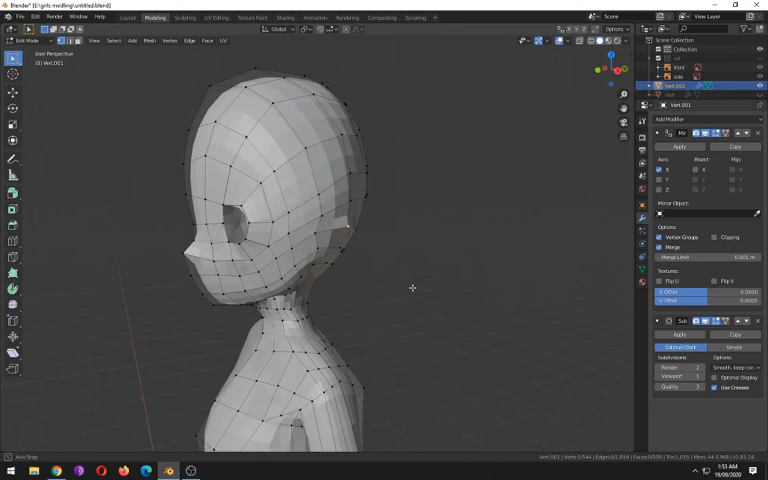 Blender* [E:\girls modling\untitled.blend]
File Edit Render Window Help
Layout Modeling Sculpting UV Editing Texture Paint Shading Animation Rendering Compositing Scripting
Scene
View Layer
Global
Options
Edit Mode
View Select Add Mesh Vertex Edge Face UV
User Perspective
(0) Vert.001
Scene Collection
Collection
ref
front
side
Vert.001
Vert.001
Add Modifier
Mir
Apply Copy
Axis: Bisect: Flip:
X X X
Y Y Y
Z Z Z
Mirror Object:
Options:
Vertex Groups Clipping
Merge
Merge Limit 0.001 m
Textures:
Flip U Flip V
U Offset 0.0000
V Offset 0.0000
Sub
Apply Copy
Catmull-Clark Simple
Subdivisions: Options:
Render 2 Smooth, keep cor...
Viewport 1 Optimal Display
Quality 3 Use Creases
Axis Snap
1:53 AM
19/09/2020